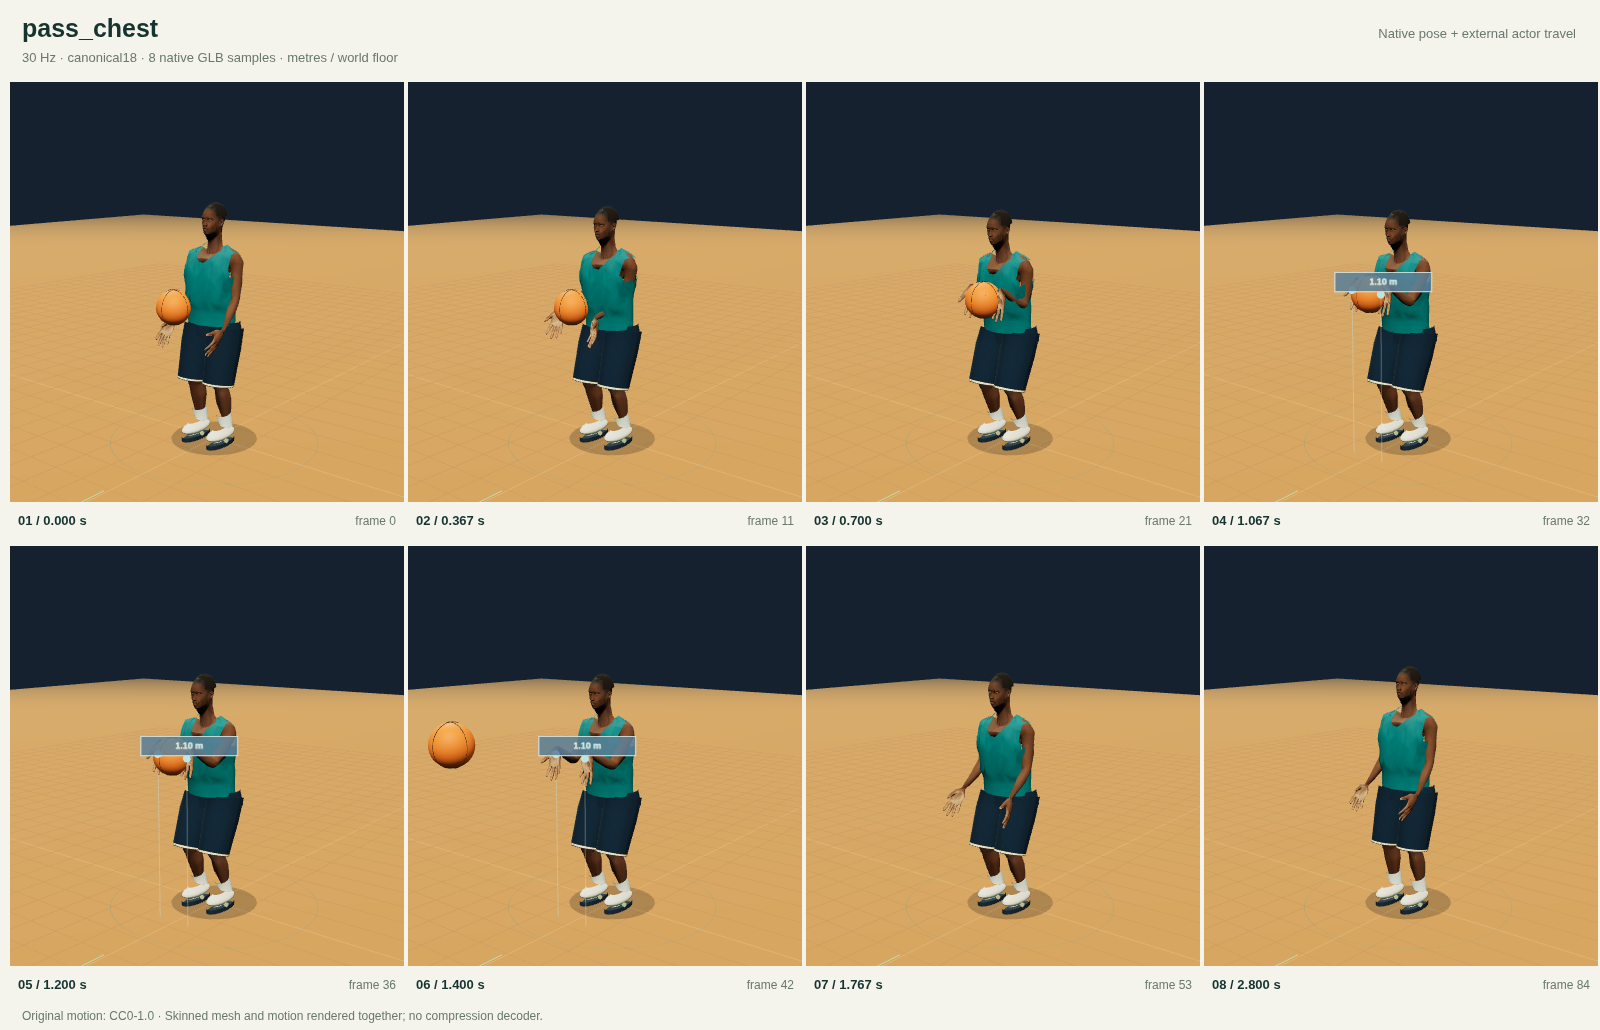 pass_chest
Native pose + external actor travel
30 Hz · canonical18 · 8 native GLB samples · metres / world floor
1.10 m
01 / 0.000 s frame 0
02 / 0.367 s frame 11
03 / 0.700 s frame 21
04 / 1.067 s frame 32
1.10 m
1.10 m
05 / 1.200 s frame 36
06 / 1.400 s frame 42
07 / 1.767 s frame 53
08 / 2.800 s frame 84
Original motion: CC0-1.0 · Skinned mesh and motion rendered together; no compression decoder.